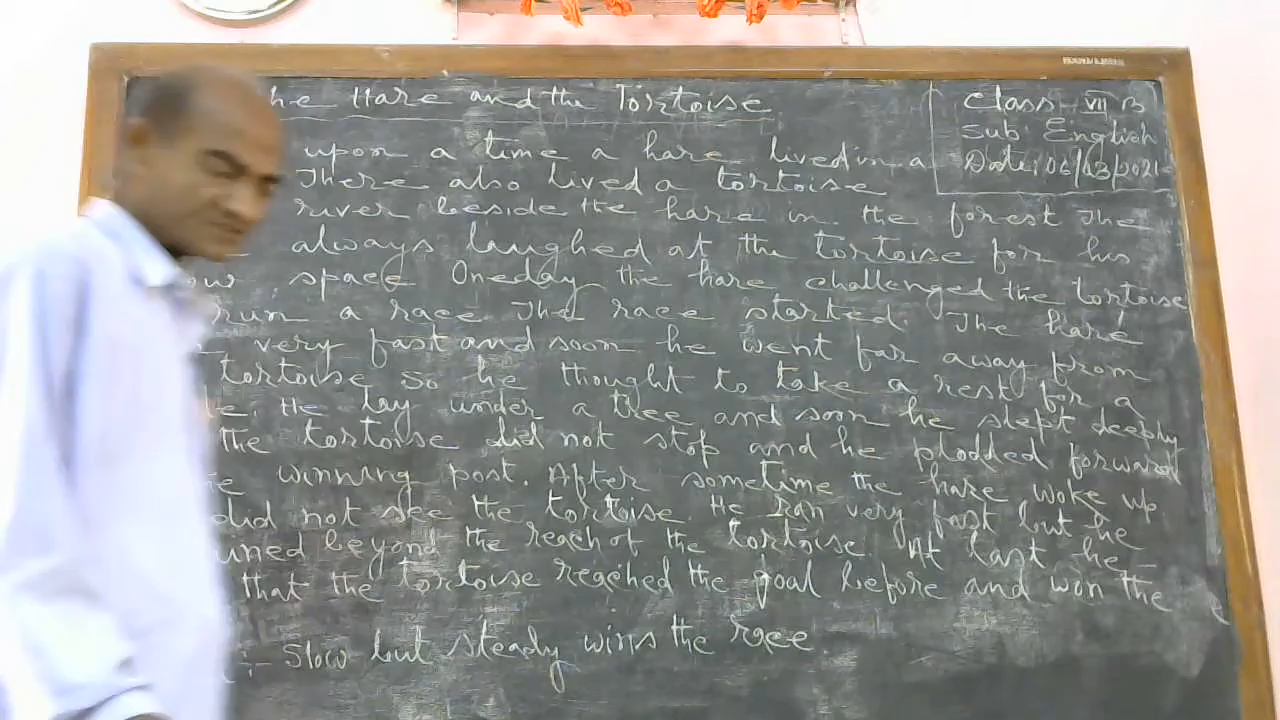 he Hare and the Tortoise
Class VII B
Sub English
Date: 06/03/2021
upon a time a hare lived in a
There also lived a tortoise
river beside the hare in the forest The
always laughed at the tortoise for his
ow space One day the hare challenged the tortoise
run a race The race started. The hare
very fast and soon he went far away from
tortoise so he thought to take a rest for a
le. He lay under a tree and soon he slept deeply
the tortoise did not stop and he plodded forward
winning post. After sometime the hare woke up
did not see the tortoise. He ran very fast but he
uned beyond the reach of the tortoise. At last he
that the tortoise reached the goal before and won the
:- Slow but steady wins the race.